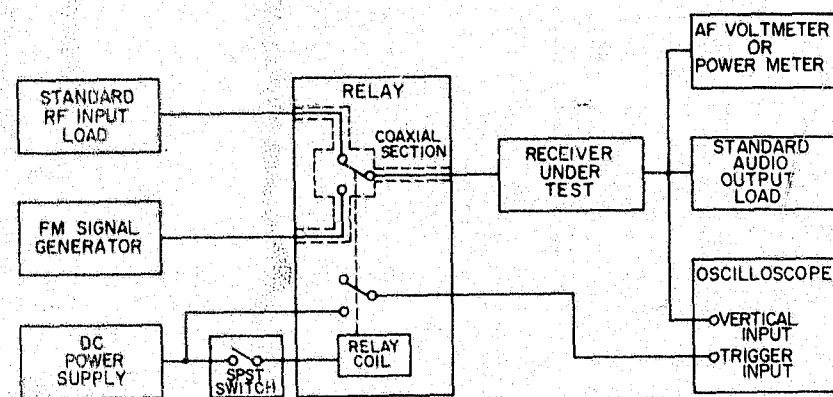 AF VOLTMETER
OR
POWER METER
STANDARD
RF INPUT
LOAD
RELAY
COAXIAL
SECTION
RECEIVER
UNDER
TEST
STANDARD
AUDIO
OUTPUT
LOAD
FM SIGNAL
GENERATOR
OSCILLOSCOPE
VERTICAL
INPUT
TRIGGER
INPUT
DC
POWER
SUPPLY
SPST
SWITCH
RELAY
COIL